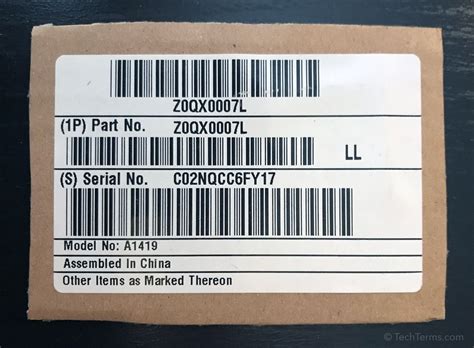 Z0QX0007L
(1P) Part No. Z0QX0007L
LL
(S) Serial No. C02NQCC6FY17
Model No: A1419
Assembled In China
Other Items as Marked Thereon
© TechTerms.com